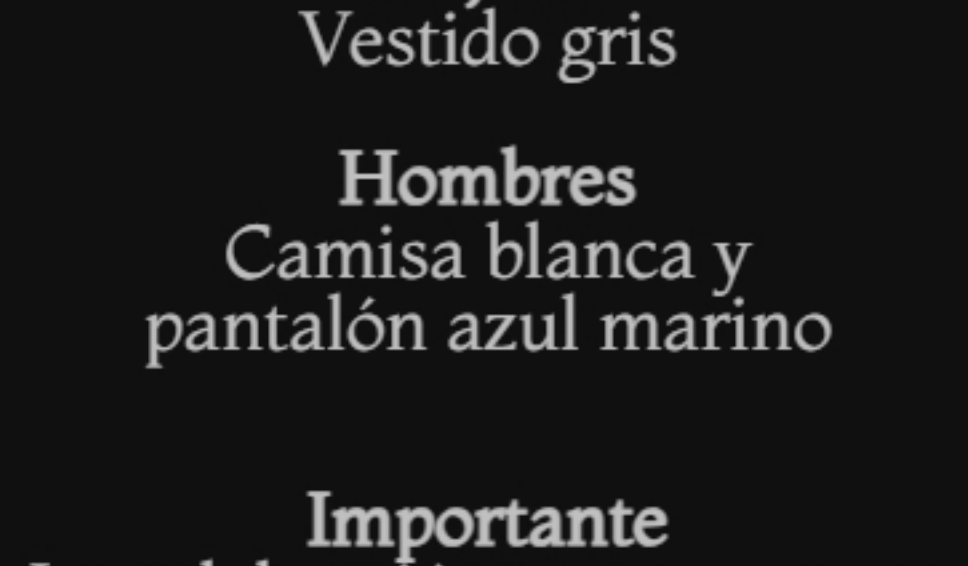 Vestido gris
Hombres
Camisa blanca y
pantalón azul marino
Importante